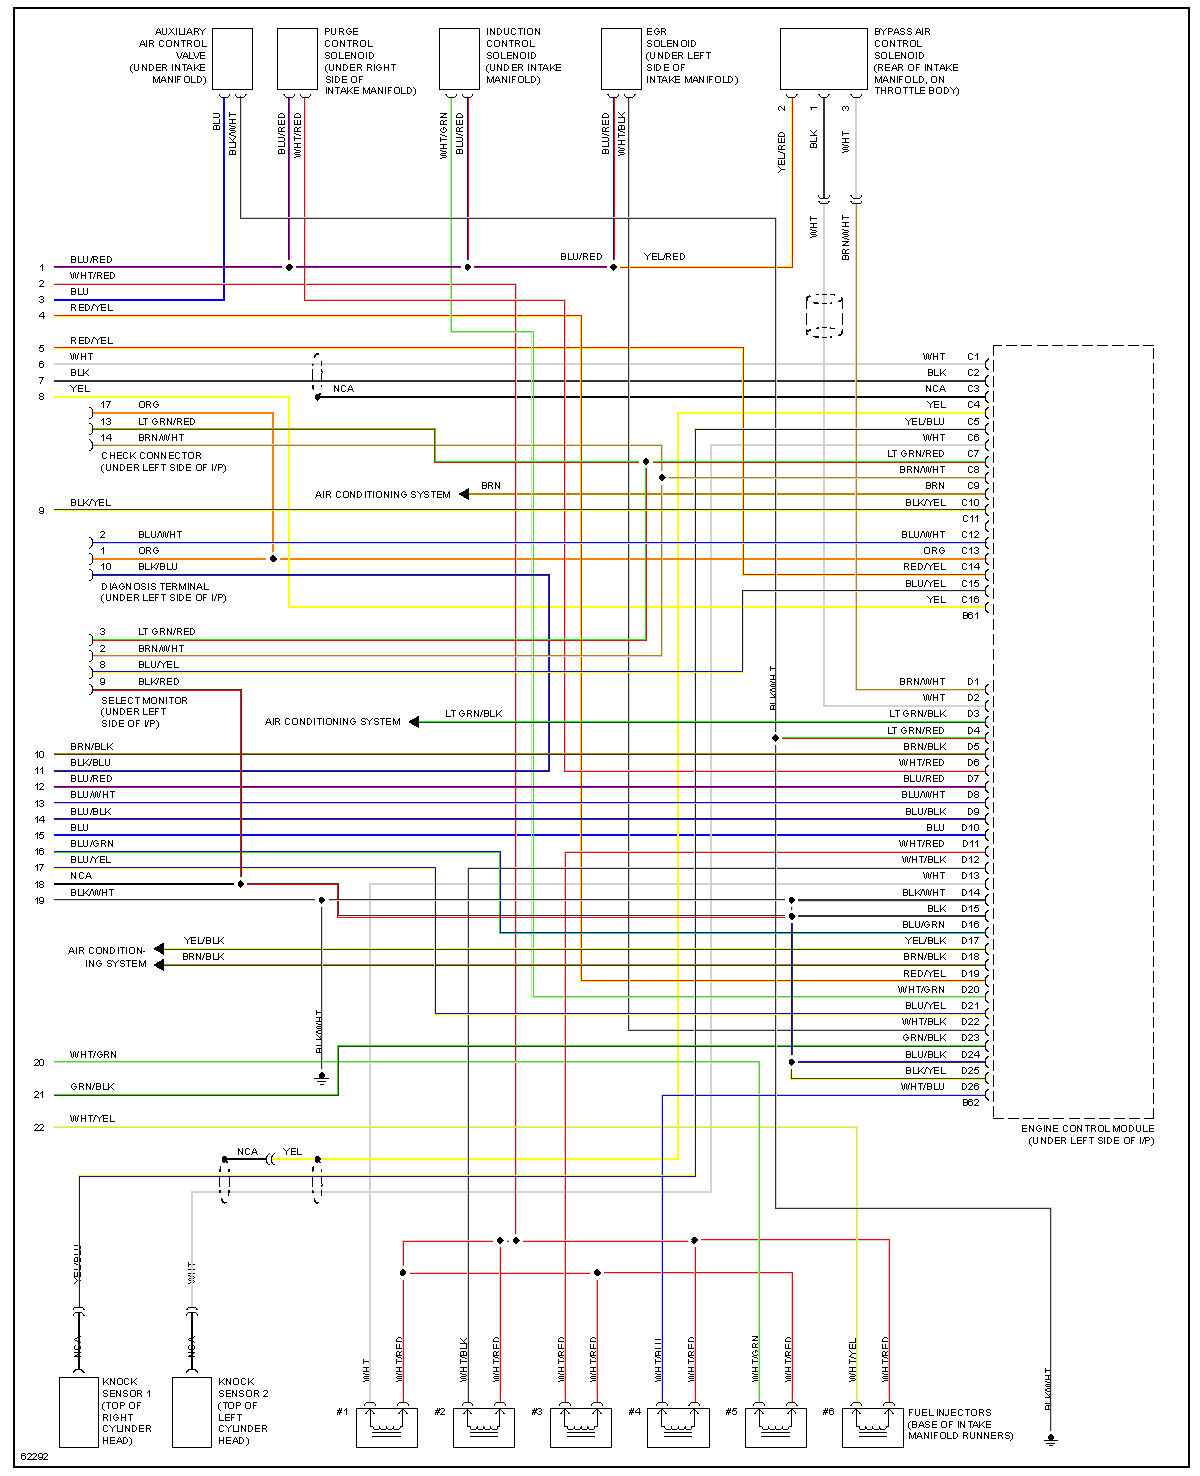 AUXILIARY
AIR CONTROL
VALVE
(UNDER INTAKE
MANIFOLD)
PURGE
CONTROL
SOLENOID
(UNDER RIGHT
SIDE OF
INTAKE MANIFOLD)
INDUCTION
CONTROL
SOLENOID
(UNDER INTAKE
MANIFOLD)
EGR
SOLENOID
(UNDER LEFT
SIDE OF
INTAKE MANIFOLD)
BYPASS AIR
CONTROL
SOLENOID
(REAR OF INTAKE
MANIFOLD, ON
THROTTLE BODY)
BLU
BLK/WHT
BLU/RED
WHT/RED
WHT/GRN
BLU/RED
BLU/RED
WHT/BLK
2
YEL/RED
1
BLK
3
WHT
WHT
BRN/WHT
1 BLU/RED BLU/RED YEL/RED
2 WHT/RED
3 BLU
4 RED/YEL
5 RED/YEL
6 WHT WHT C1
7 BLK BLK C2
NCA NCA C3
8 YEL YEL C4
17 ORG YEL/BLU C5
13 LT GRN/RED WHT C6
14 BRN/WHT LT GRN/RED C7
CHECK CONNECTOR
(UNDER LEFT SIDE OF I/P)
BRN/WHT C8
AIR CONDITIONING SYSTEM BRN BRN C9
9 BLK/YEL BLK/YEL C10
C11
2 BLU/WHT BLU/WHT C12
1 ORG ORG C13
10 BLK/BLU RED/YEL C14
DIAGNOSIS TERMINAL
(UNDER LEFT SIDE OF I/P)
BLU/YEL C15
YEL C16
B61
3 LT GRN/RED
2 BRN/WHT
8 BLU/YEL
9 BLK/RED
SELECT MONITOR
(UNDER LEFT
SIDE OF I/P)
BLK/WHT
BRN/WHT D1
WHT D2
AIR CONDITIONING SYSTEM LT GRN/BLK LT GRN/BLK D3
LT GRN/RED D4
10 BRN/BLK BRN/BLK D5
11 BLK/BLU WHT/RED D6
12 BLU/RED BLU/RED D7
13 BLU/WHT BLU/WHT D8
14 BLU/BLK BLU/BLK D9
15 BLU BLU D10
16 BLU/GRN WHT/RED D11
17 BLU/YEL WHT/BLK D12
18 NCA WHT D13
19 BLK/WHT BLK/WHT D14
BLK D15
BLU/GRN D16
AIR CONDITION-
ING SYSTEM
YEL/BLK YEL/BLK D17
BRN/BLK BRN/BLK D18
RED/YEL D19
WHT/GRN D20
BLU/YEL D21
BLK/WHT
WHT/BLK D22
GRN/BLK D23
20 WHT/GRN BLU/BLK D24
BLK/YEL D25
21 GRN/BLK WHT/BLU D26
B62
22 WHT/YEL
ENGINE CONTROL MODULE
(UNDER LEFT SIDE OF I/P)
NCA YEL
YEL/BLU
WHT
NCA
NCA
WHT
WHT/RED
WHT/BLK
WHT/RED
WHT/RED
WHT/RED
WHT/BLU
WHT/RED
WHT/GRN
WHT/RED
WHT/YEL
WHT/RED
BLK/WHT
KNOCK
SENSOR 1
(TOP OF
RIGHT
CYLINDER
HEAD)
KNOCK
SENSOR 2
(TOP OF
LEFT
CYLINDER
HEAD)
#1
#2
#3
#4
#5
#6
FUEL INJECTORS
(BASE OF INTAKE
MANIFOLD RUNNERS)
62292